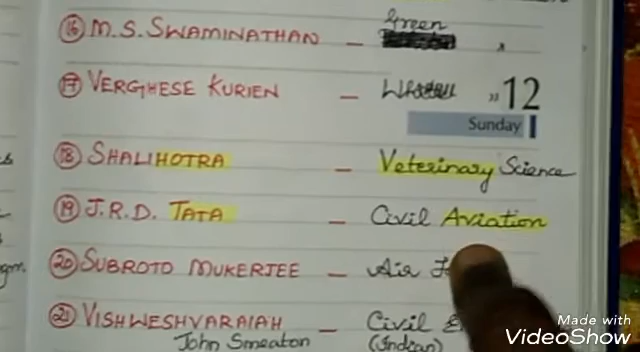 ⑯ M.S. SWAMINATHAN – Green
⑰ VERGHESE KURIEN –
» 12
Sunday
⑱ SHALIHOTRA – Veterinary Science
⑲ J.R.D. TATA – Civil Aviation
⑳ SUBROTO MUKERJEE – Air
㉑ VISHWESHVARAIAH – Civil
John Smeaton (Indian)
Made with
VideoShow